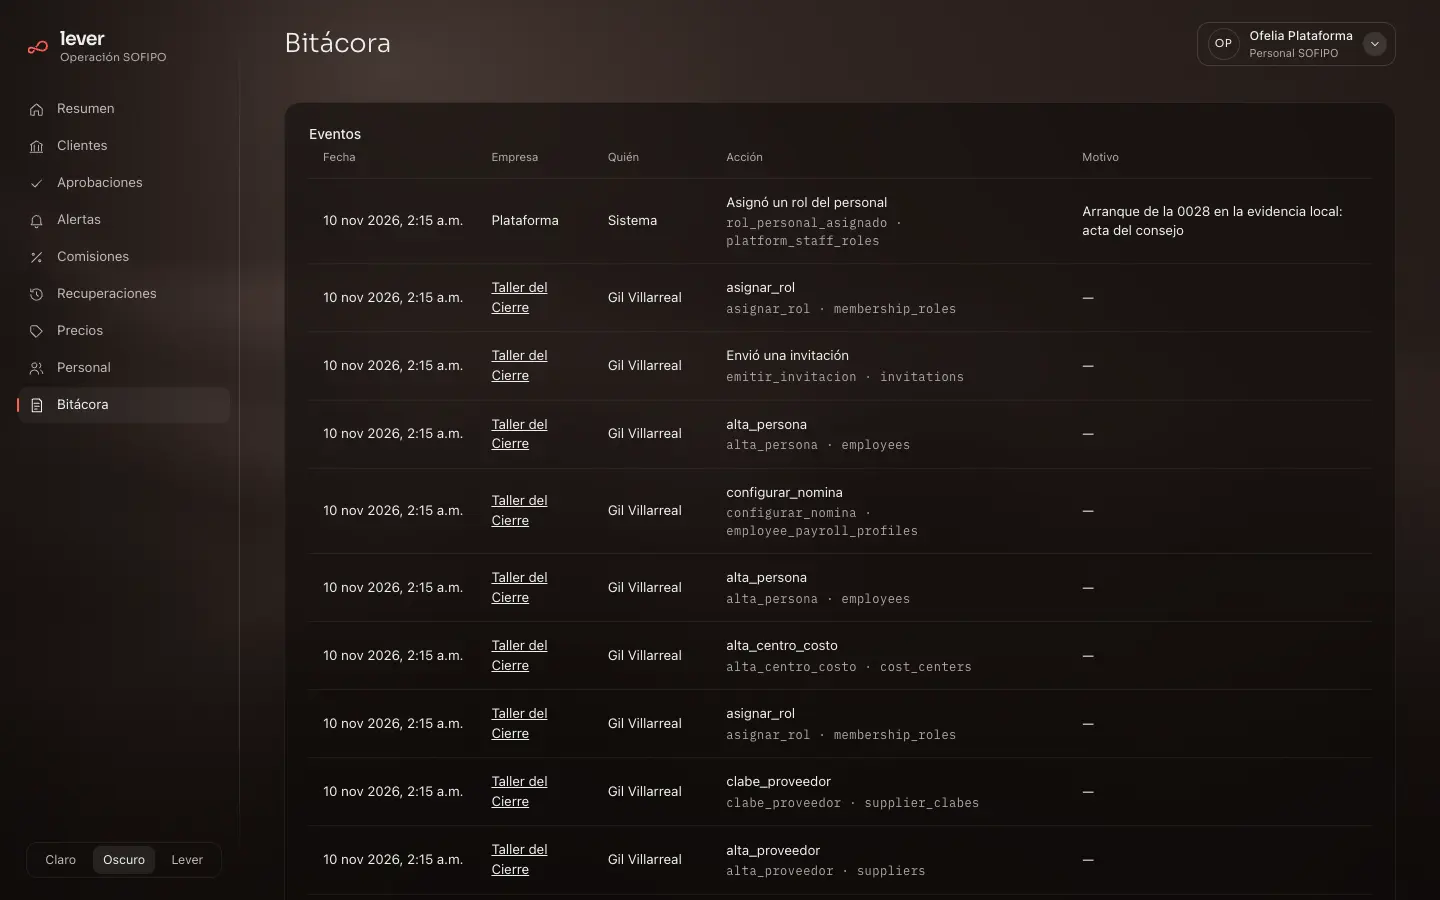 lever
Operación SOFIPO
Resumen
Clientes
Aprobaciones
Alertas
Comisiones
Recuperaciones
Precios
Personal
Bitácora
Claro Oscuro Lever
Bitácora
OP
Ofelia Plataforma
Personal SOFIPO
Eventos
Fecha Empresa Quién Acción Motivo
10 nov 2026, 2:15 a.m. Plataforma Sistema
Asignó un rol del personal
rol_personal_asignado ·
platform_staff_roles
Arranque de la 0028 en la evidencia local:
acta del consejo
10 nov 2026, 2:15 a.m.
Taller del
Cierre
Gil Villarreal
asignar_rol
asignar_rol · membership_roles
—
10 nov 2026, 2:15 a.m.
Taller del
Cierre
Gil Villarreal
Envió una invitación
emitir_invitacion · invitations
—
10 nov 2026, 2:15 a.m.
Taller del
Cierre
Gil Villarreal
alta_persona
alta_persona · employees
—
10 nov 2026, 2:15 a.m.
Taller del
Cierre
Gil Villarreal
configurar_nomina
configurar_nomina ·
employee_payroll_profiles
—
10 nov 2026, 2:15 a.m.
Taller del
Cierre
Gil Villarreal
alta_persona
alta_persona · employees
—
10 nov 2026, 2:15 a.m.
Taller del
Cierre
Gil Villarreal
alta_centro_costo
alta_centro_costo · cost_centers
—
10 nov 2026, 2:15 a.m.
Taller del
Cierre
Gil Villarreal
asignar_rol
asignar_rol · membership_roles
—
10 nov 2026, 2:15 a.m.
Taller del
Cierre
Gil Villarreal
clabe_proveedor
clabe_proveedor · supplier_clabes
—
10 nov 2026, 2:15 a.m.
Taller del
Cierre
Gil Villarreal
alta_proveedor
alta_proveedor · suppliers
—